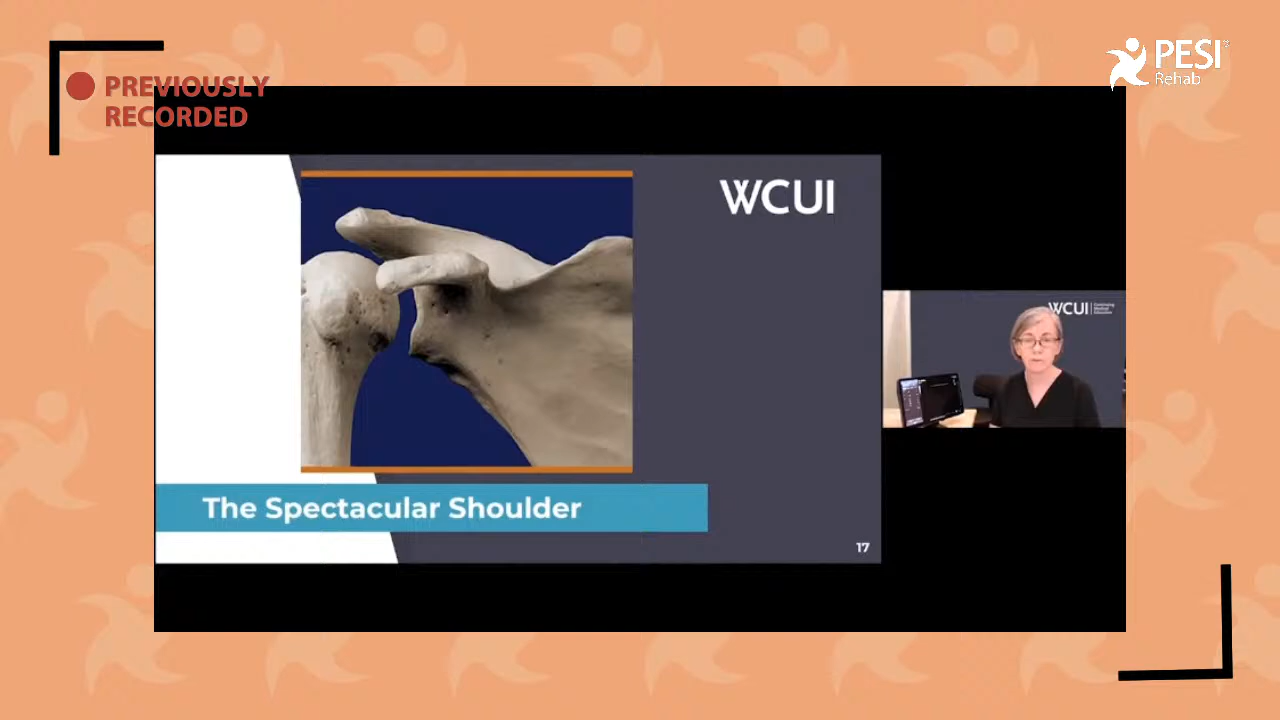 PREVIOUSLY
RECORDED
PESI
Rehab
WCUI
WCUI
The Spectacular Shoulder
17